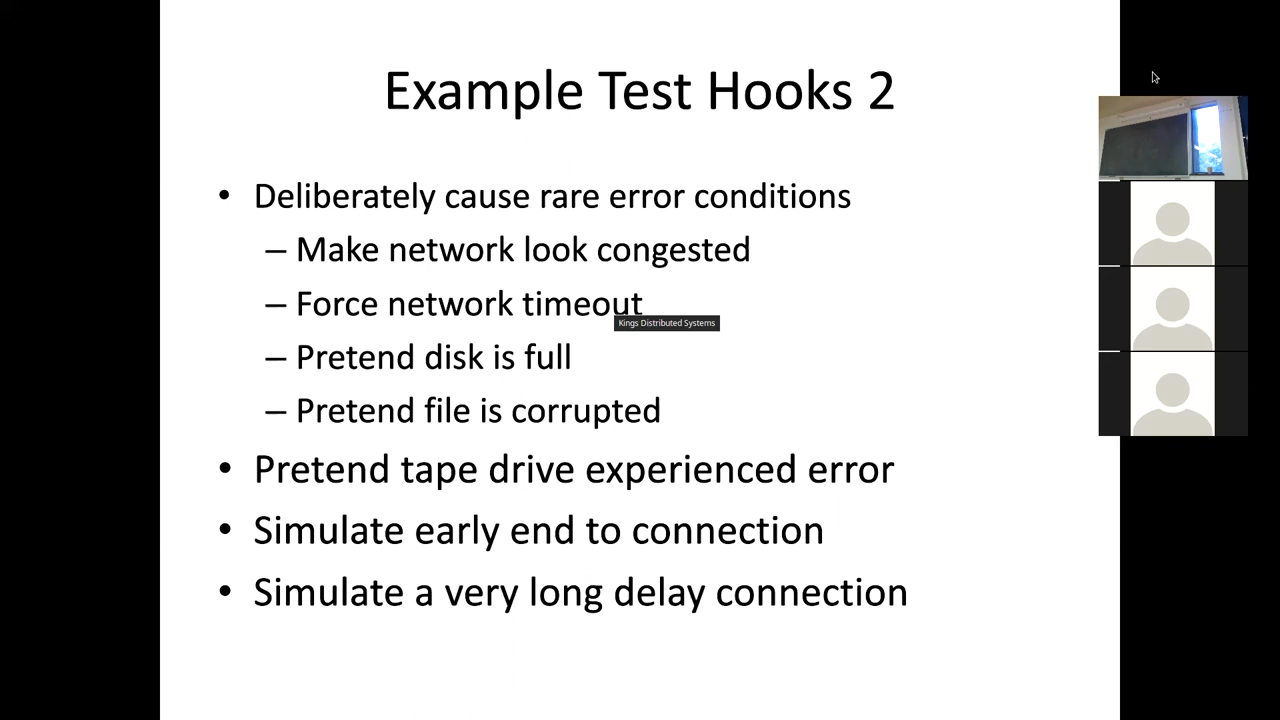 Example Test Hooks 2
• Deliberately cause rare error conditions
– Make network look congested
– Force network timeout
Kings Distributed Systems
– Pretend disk is full
– Pretend file is corrupted
• Pretend tape drive experienced error
• Simulate early end to connection
• Simulate a very long delay connection